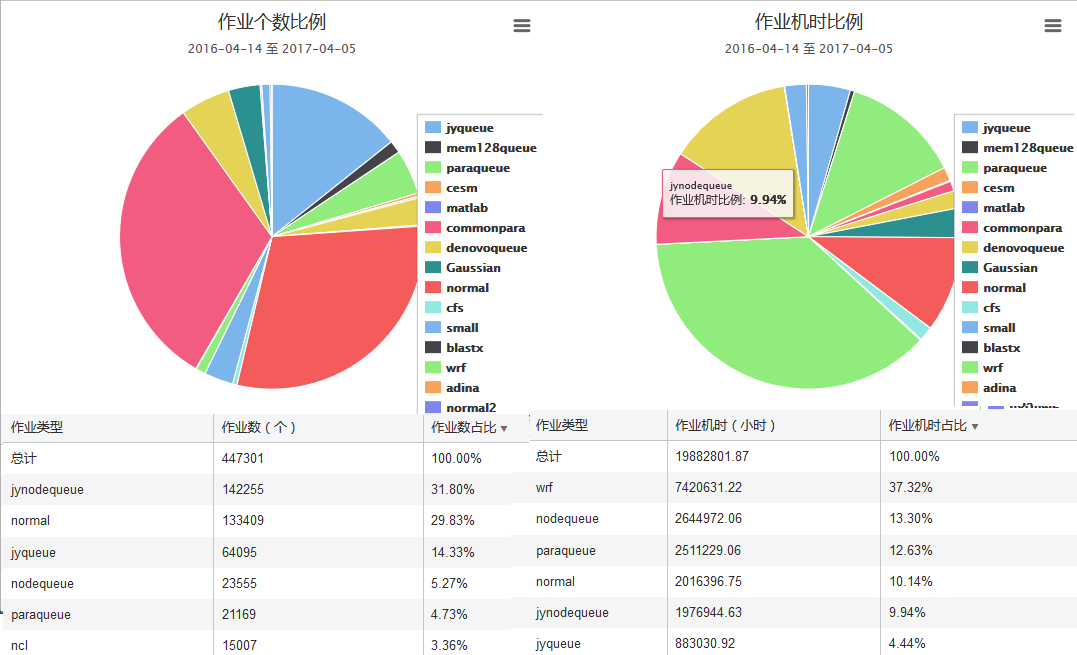 作业个数比例
2016-04-14 至 2017-04-05
jyqueue
mem128queue
paraqueue
cesm
matlab
commonpara
denovoqueue
Gaussian
normal
cfs
small
blastx
wrf
adina
normal2
作业类型 作业数（个） 作业数占比
总计 447301 100.00%
jynodequeue 142255 31.80%
normal 133409 29.83%
jyqueue 64095 14.33%
nodequeue 23555 5.27%
paraqueue 21169 4.73%
ncl 15007 3.36%
作业机时比例
2016-04-14 至 2017-04-05
jynodequeue
作业机时比例: 9.94%
jyqueue
mem128queue
paraqueue
cesm
matlab
commonpara
denovoqueue
Gaussian
normal
cfs
small
blastx
wrf
adina
作业类型 作业机时（小时） 作业机时占比
总计 19882801.87 100.00%
wrf 7420631.22 37.32%
nodequeue 2644972.06 13.30%
paraqueue 2511229.06 12.63%
normal 2016396.75 10.14%
jynodequeue 1976944.63 9.94%
jyqueue 883030.92 4.44%